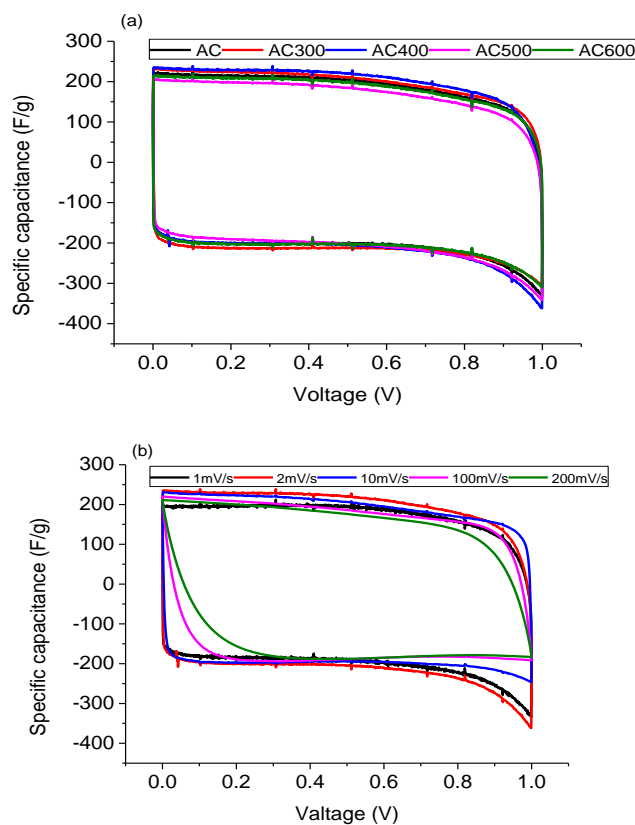 (a)
AC AC300 AC400 AC500 AC600
300
200
100
0
-100
-200
-300
-400
Specific capacitance (F/g)
0.0 0.2 0.4 0.6 0.8 1.0
Voltage (V)
(b)
1mV/s 2mV/s 10mV/s 100mV/s 200mV/s
300
200
100
0
-100
-200
-300
-400
Specific capacitance (F/g)
0.0 0.2 0.4 0.6 0.8 1.0
Valtage (V)